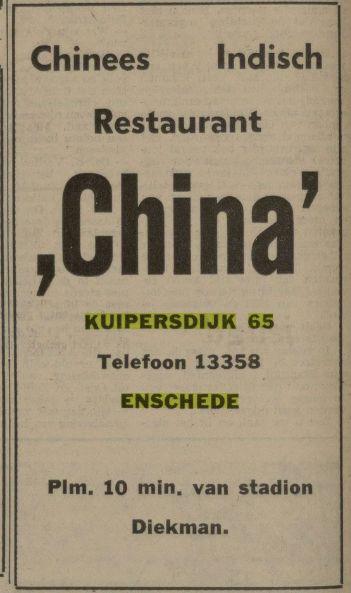 Chinees Indisch
Restaurant
‚China’
KUIPERSDIJK 65
Telefoon 13358
ENSCHEDE
Plm. 10 min. van stadion
Diekman.